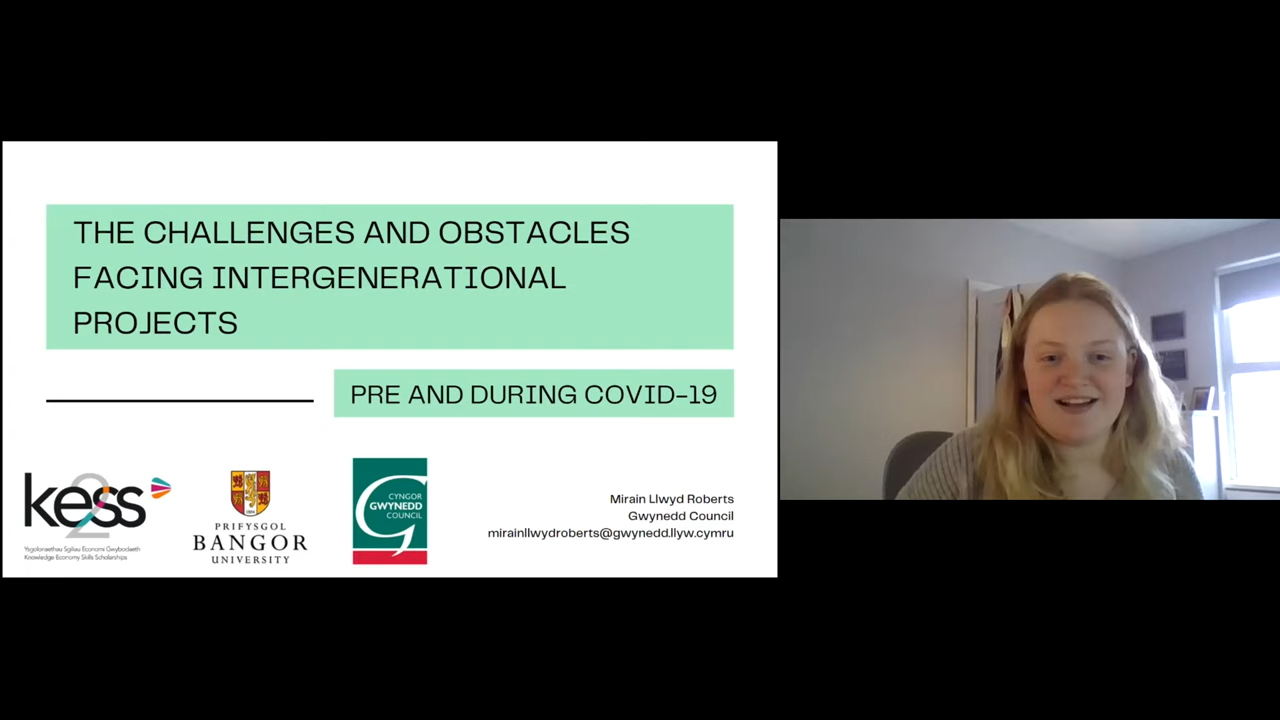 THE CHALLENGES AND OBSTACLES
FACING INTERGENERATIONAL
PROJECTS
PRE AND DURING COVID-19
kess
2
Ysgoloriaethau Sgiliau Economi Gwybodaeth
Knowledge Economy Skills Scholarships
PRIFYSGOL
BANGOR
UNIVERSITY
CYNGOR
GWYNEDD
COUNCIL
Mirain Llwyd Roberts
Gwynedd Council
mirainllwydroberts@gwynedd.llyw.cymru